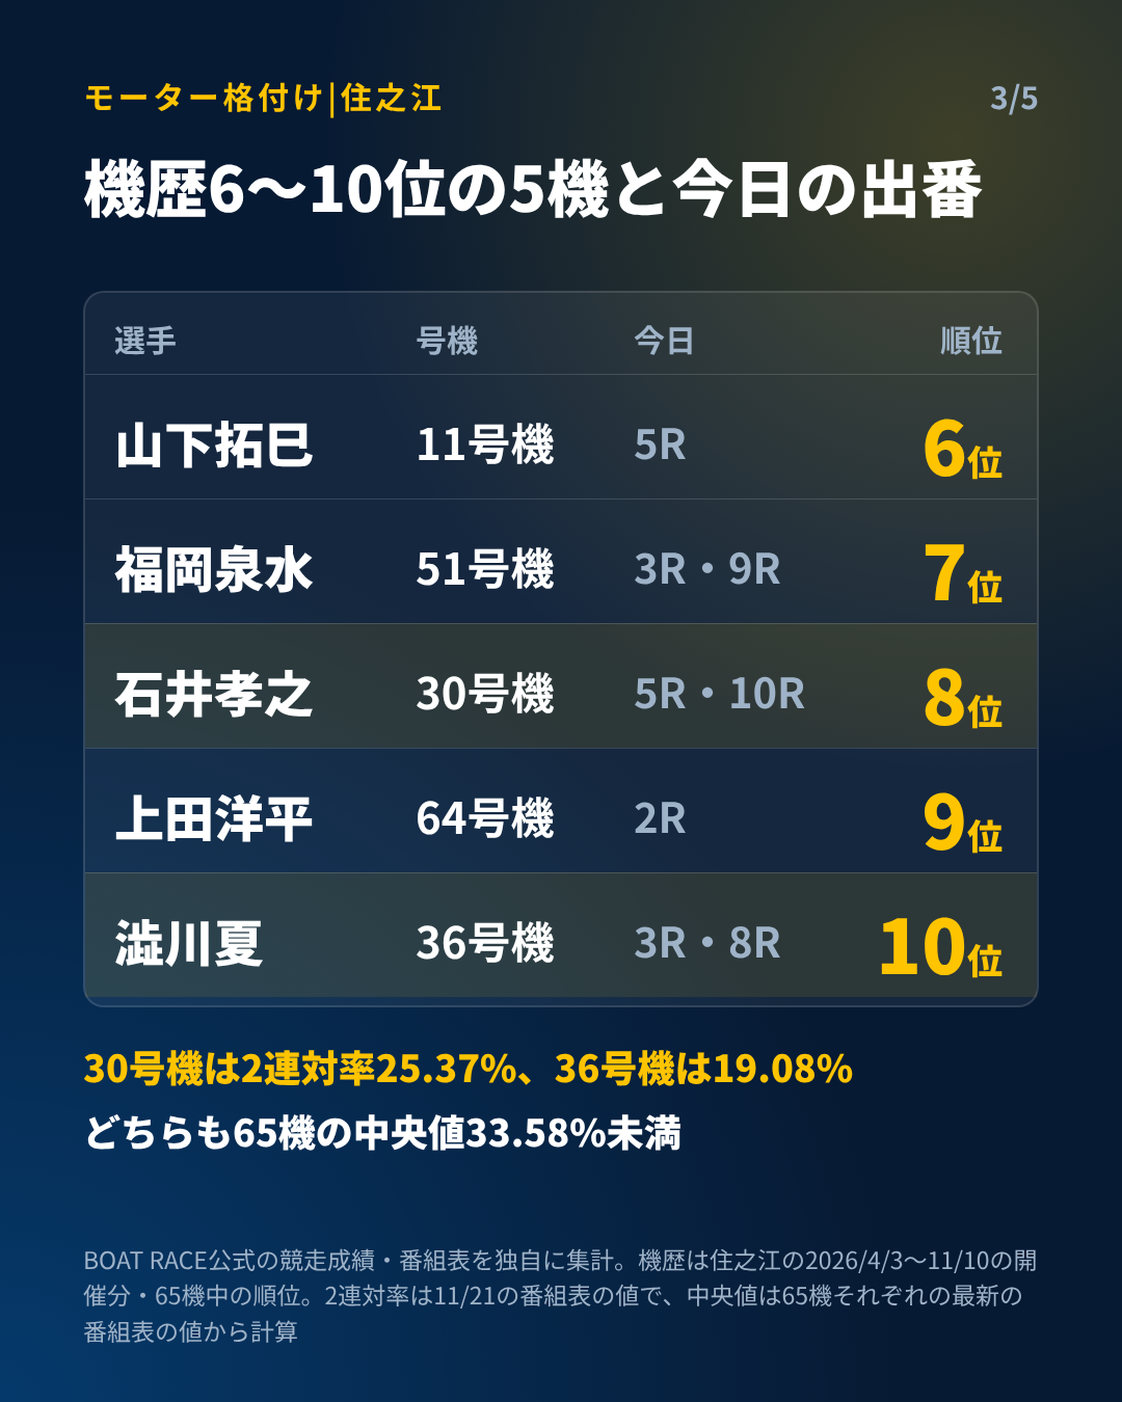 モーター格付け|住之江
3/5
機歴6〜10位の5機と今日の出番
選手 号機 今日 順位
山下拓巳 11号機 5R 6位
福岡泉水 51号機 3R・9R 7位
石井孝之 30号機 5R・10R 8位
上田洋平 64号機 2R 9位
澁川夏 36号機 3R・8R 10位
30号機は2連対率25.37%、36号機は19.08%
どちらも65機の中央値33.58%未満
BOAT RACE公式の競走成績・番組表を独自に集計。機歴は住之江の2026/4/3〜11/10の開
催分・65機中の順位。2連対率は11/21の番組表の値で、中央値は65機それぞれの最新の
番組表の値から計算